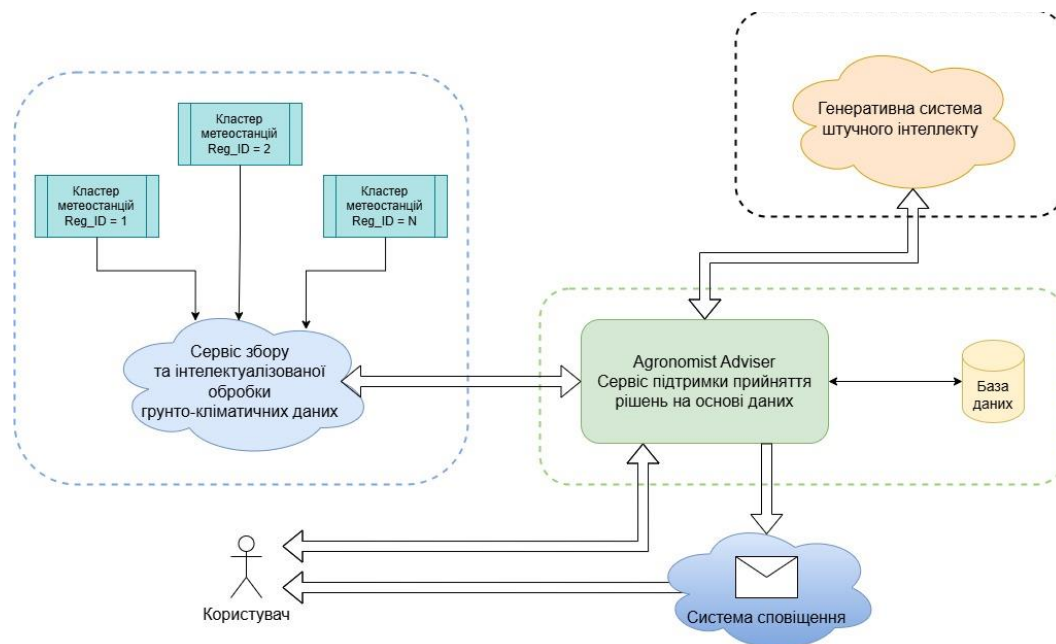 Генеративна система
штучного інтеллекту
Кластер
метеостанцій
Reg_ID = 2
Кластер
метеостанцій
Reg_ID = 1
Кластер
метеостанцій
Reg_ID = N
Сервіс збору
та інтелектуалізованої
обробки
грунто-кліматичних даних
Agronomist Adviser
Сервіс підтримки прийняття
рішень на основі даних
База
даних
Користувач
Система сповіщення